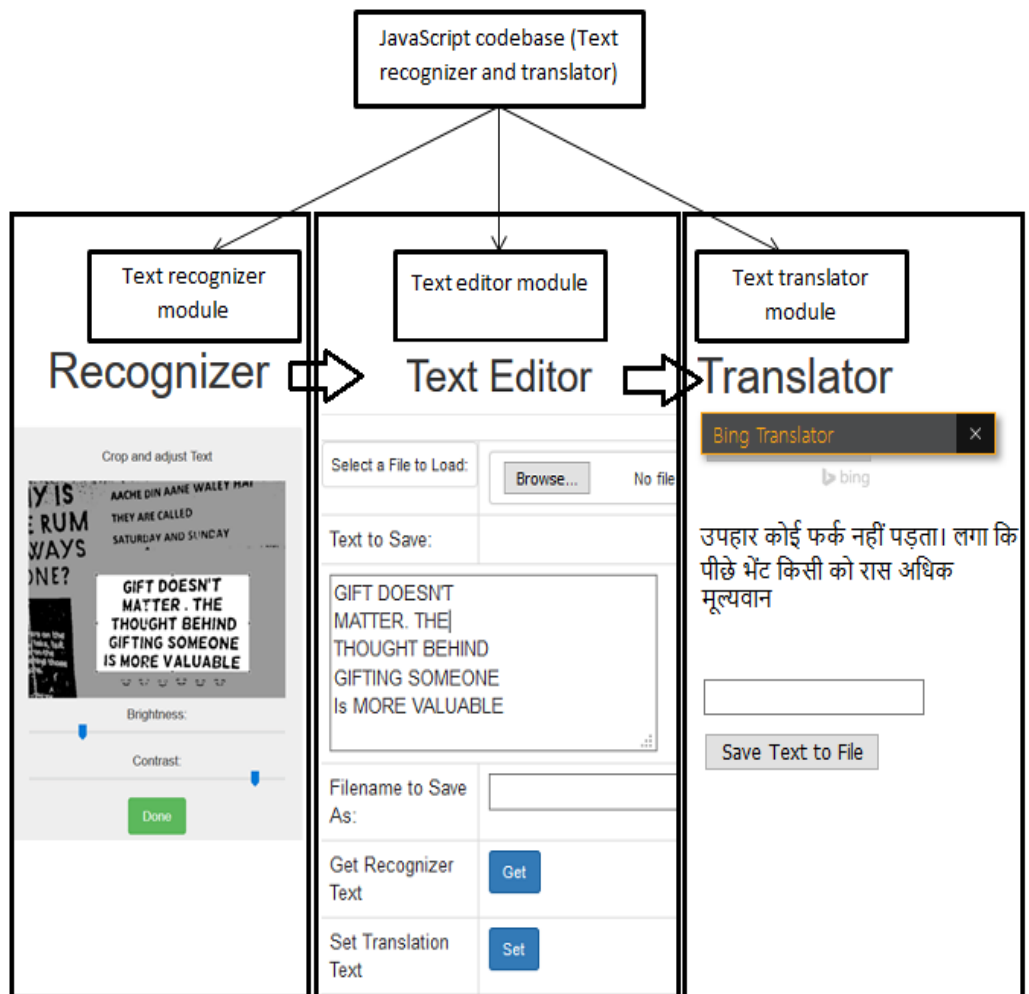 JavaScript codebase (Text
recognizer and translator)
Text recognizer
module
Recognizer
Crop and adjust Text
AACHE DIN AANE WALEY HAI
THEY ARE CALLED
SATURDAY AND SUNDAY
Y IS
RUM
WAYS
ONE?
GIFT DOESN'T
MATTER . THE
THOUGHT BEHIND
GIFTING SOMEONE
IS MORE VALUABLE
Brightness:
Contrast:
Done
Text editor module
Text Editor
Select a File to Load:
Browse... No file
Text to Save:
GIFT DOESN'T
MATTER. THE
THOUGHT BEHIND
GIFTING SOMEONE
Is MORE VALUABLE
Filename to Save
As:
Get Recognizer
Text
Get
Set Translation
Text
Set
Text translator
module
Translator
Bing Translator
bing
उपहार कोई फर्क नहीं पड़ता। लगा कि
पीछे भेंट किसी को रास अधिक
मूल्यवान
Save Text to File